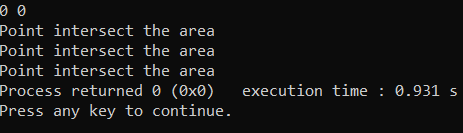 0 0
Point intersect the area
Point intersect the area
Point intersect the area
Process returned 0 (0x0)   execution time : 0.931 s
Press any key to continue.